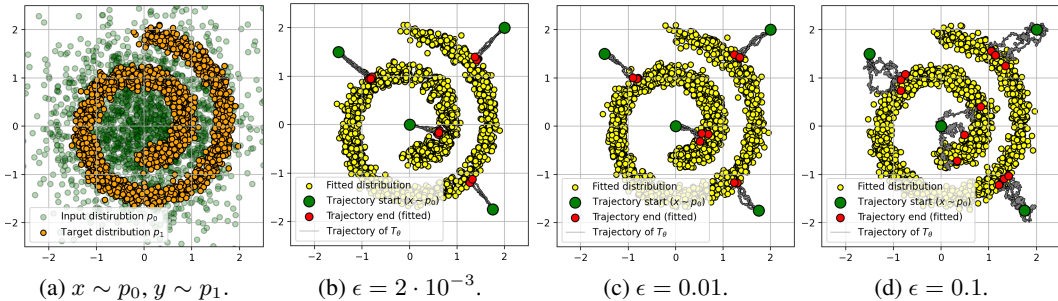 2
1
0
−1
−2
Input distirubtion p₀
Target distribution p₁
−2 −1 0 1 2
(a) x ∼ p₀, y ∼ p₁.
2
1
0
−1
−2
Fitted distribution
Trajectory start (x ∼ p₀)
Trajectory end (fitted)
Trajectory of T_θ
−2 −1 0 1 2
(b) ϵ = 2 · 10⁻³.
2
1
0
−1
−2
Fitted distribution
Trajectory start (x ∼ p₀)
Trajectory end (fitted)
Trajectory of T_θ
−2 −1 0 1 2
(c) ϵ = 0.01.
2
1
0
−1
−2
Fitted distribution
Trajectory start (x ∼ p₀)
Trajectory end (fitted)
Trajectory of T_θ
−2 −1 0 1 2
(d) ϵ = 0.1.